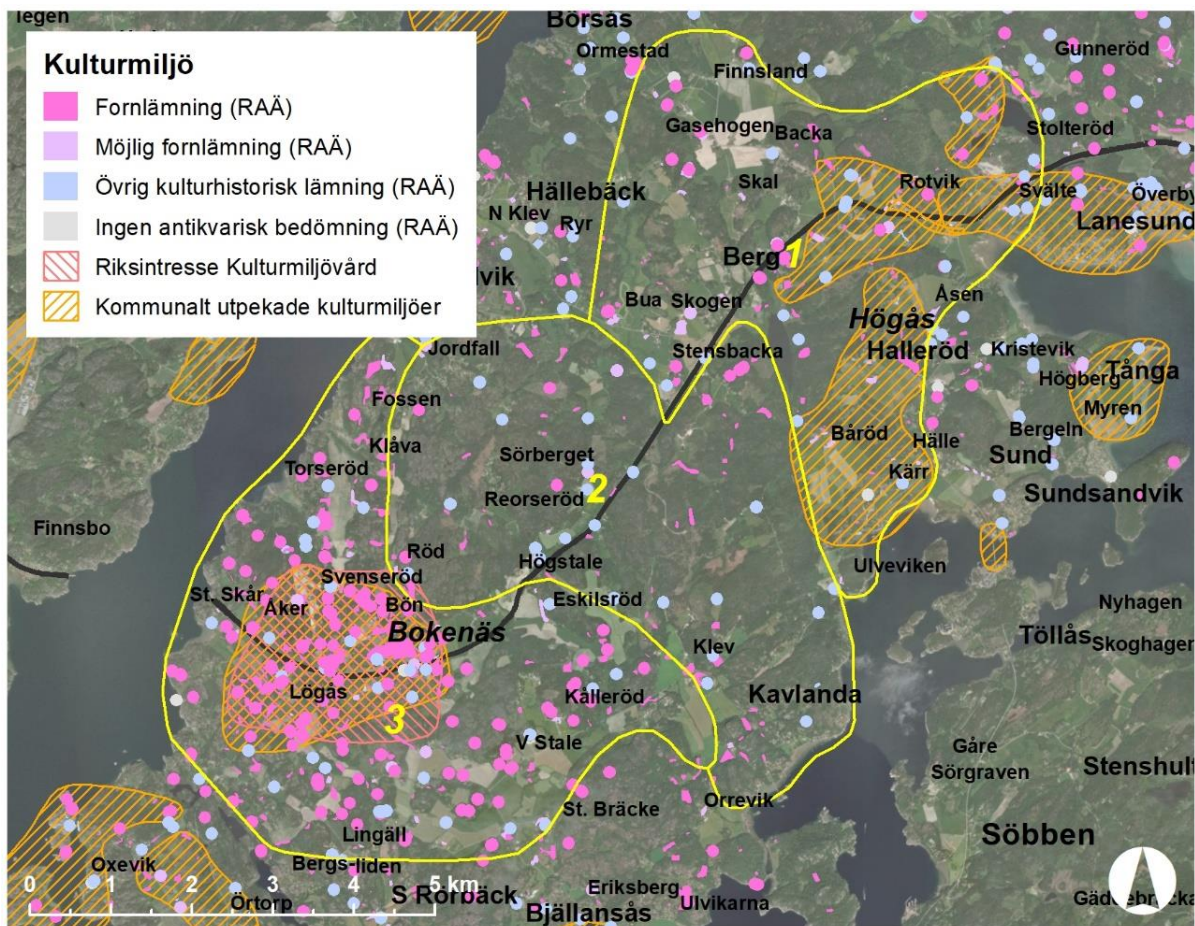 Börsås
Ormestad
Finnsland
Gunneröd
Kulturmiljö
Fornlämning (RAÄ)
Möjlig fornlämning (RAÄ)
Övrig kulturhistorisk lämning (RAÄ)
Ingen antikvarisk bedömning (RAÄ)
Riksintresse Kulturmiljövård
Kommunalt utpekade kulturmiljöer
Gasehogen
Backa
Stolteröd
Skal
Rotvik
Svälte
Hällebäck
N Klev
Ryr
Lanesund
Berg
1
Bua
Skogen
Åsen
Högås
Halleröd
Kristevik
Jordfall
Stensbacka
Högberg
Tånga
Fossen
Myren
Klåva
Båröd
Hälle
Bergeln
Sörberget
Sund
Torseröd
Kärr
Reorseröd
2
Sundsandvik
Finnsbo
Röd
Högstale
Svenseröd
Ulveviken
St. Skår
Åker
Bön
Eskilsröd
Nyhagen
Bokenäs
Töllås
Skoghagen
Klev
Lögås
Kålleröd
Kavlanda
3
V Stale
Gåre
Sörgraven
Stenshult
St. Bräcke
Orrevik
Lingäll
Söbben
Oxevik
Bergs-liden
0 1 2 3 4 5 km
Örtorp
S Rörbäck
Eriksberg
Ulvikarna
Bjällansås